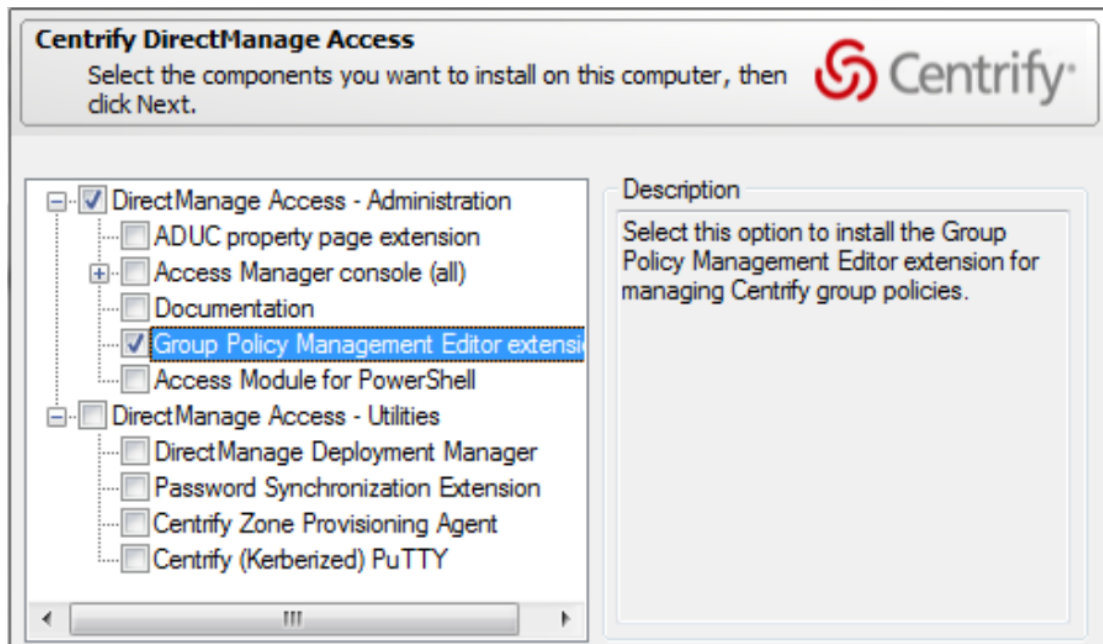 Centrify DirectManage Access
Select the components you want to install on this computer, then
click Next.
Centrify
DirectManage Access - Administration
ADUC property page extension
Access Manager console (all)
Documentation
Group Policy Management Editor extensi
Access Module for PowerShell
DirectManage Access - Utilities
DirectManage Deployment Manager
Password Synchronization Extension
Centrify Zone Provisioning Agent
Centrify (Kerberized) PuTTY
Description
Select this option to install the Group
Policy Management Editor extension for
managing Centrify group policies.